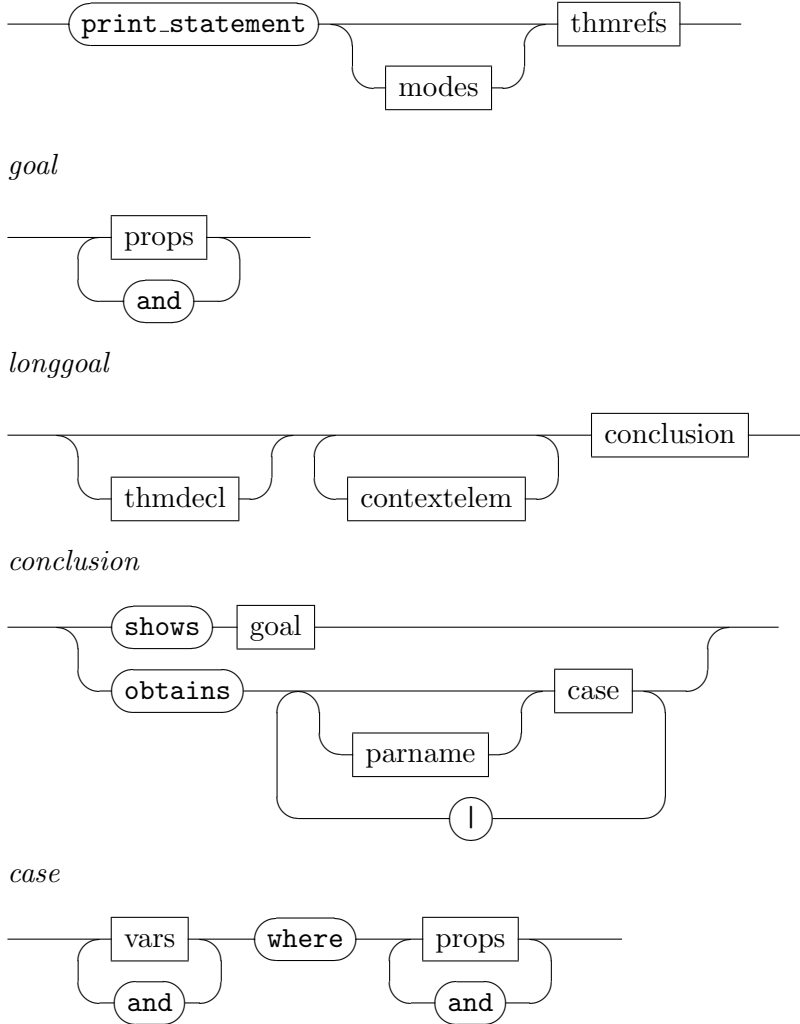 print_statement thmrefs
modes
goal
props
and
longgoal
conclusion
thmdecl contextelem
conclusion
shows goal
obtains case
parname
|
case
vars where props
and and